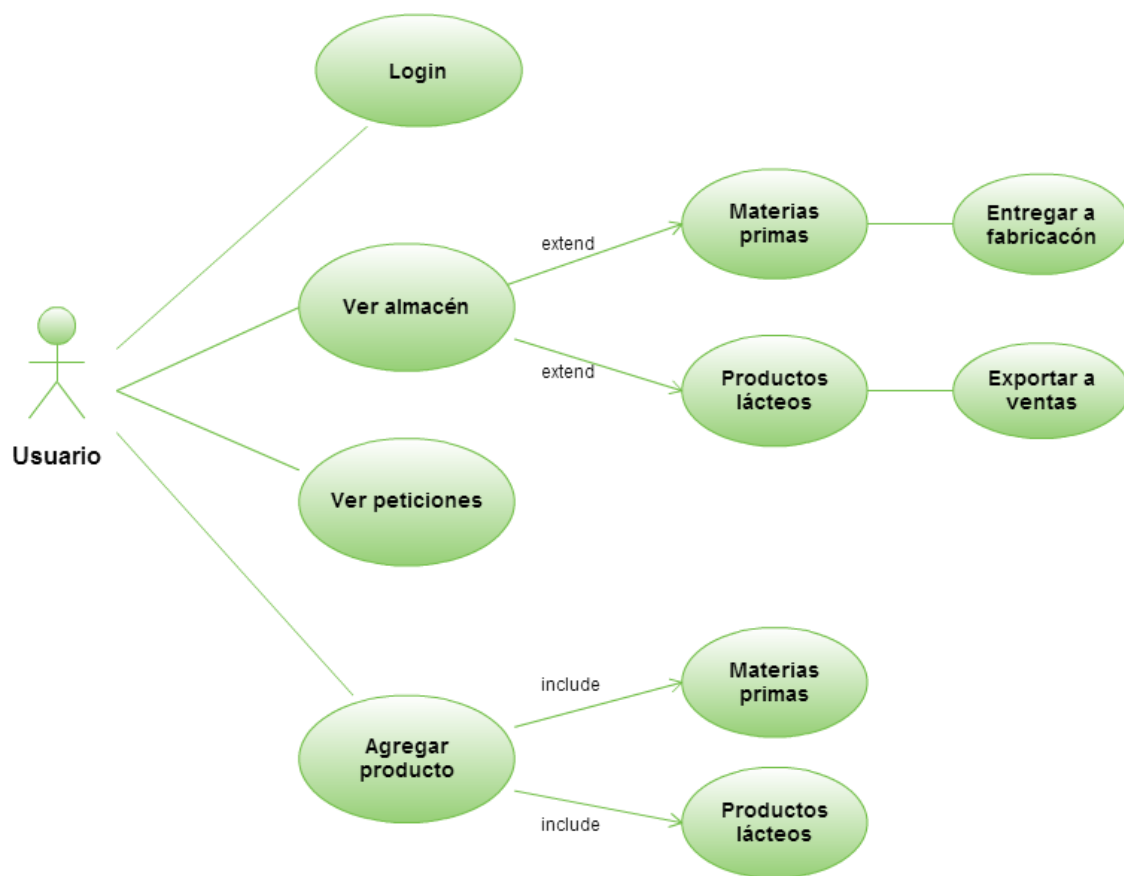 Login
Ver almacén
extend
extend
Materias
primas
Entregar a
fabricacón
Productos
lácteos
Exportar a
ventas
Usuario
Ver peticiones
Agregar
producto
include
include
Materias
primas
Productos
lácteos